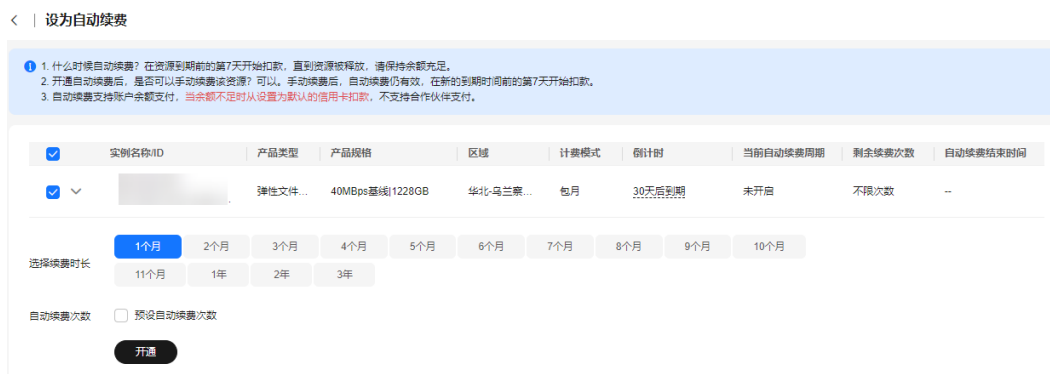 设为自动续费
1. 什么时候自动续费？在资源到期前的第7天开始扣款，直到资源被释放，请保持余额充足。
2. 开通自动续费后，是否可以手动续费该资源？可以。手动续费后，自动续费仍有效，在新的到期时间前的第7天开始扣款。
3. 自动续费支持账户余额支付，当余额不足时从设置为默认的信用卡扣款，不支持合作伙伴支付。
实例名称/ID 产品类型 产品规格 区域 计费模式 倒计时 当前自动续费周期 剩余续费次数 自动续费结束时间
弹性文件... 40MBps基线|1228GB 华北-乌兰察... 包月 30天后到期 未开启 不限次数 --
选择续费时长
1个月 2个月 3个月 4个月 5个月 6个月 7个月 8个月 9个月 10个月
11个月 1年 2年 3年
自动续费次数 预设自动续费次数
开通